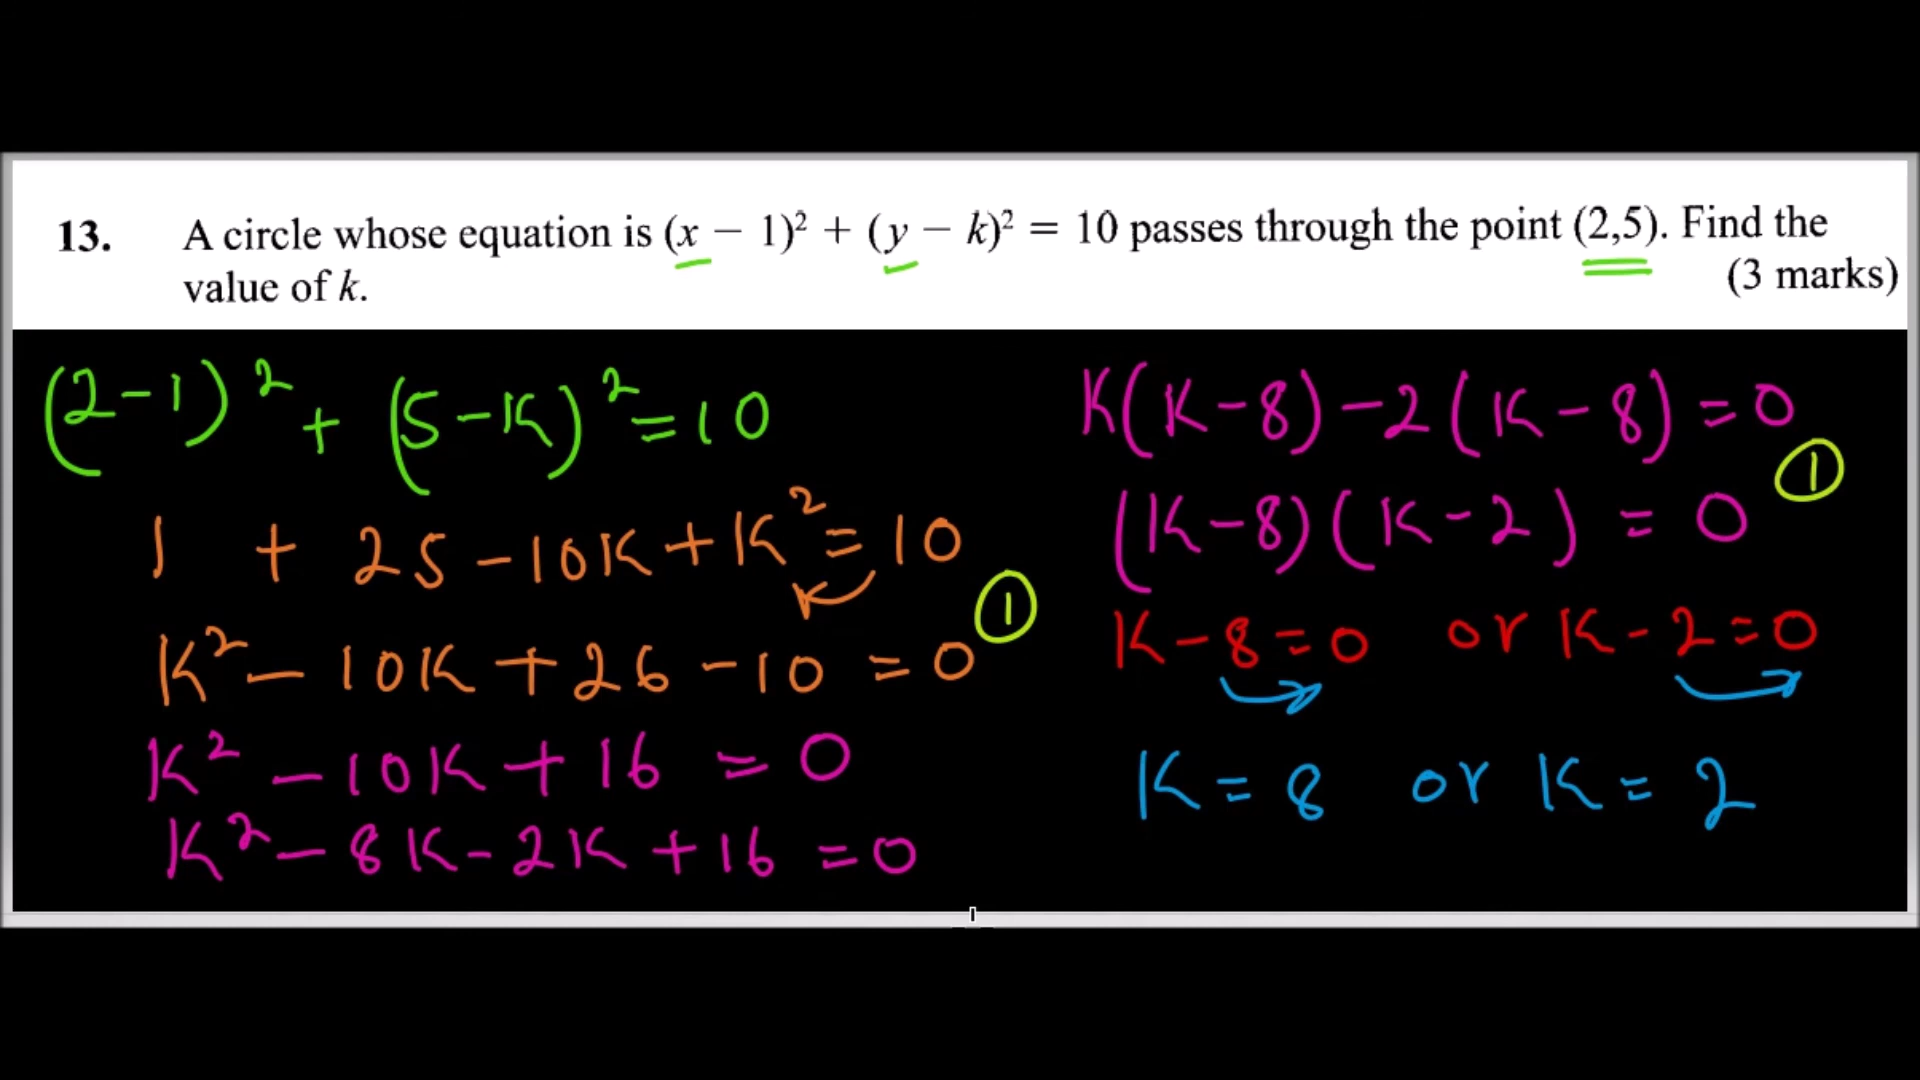 13. A circle whose equation is (x − 1)² + (y − k)² = 10 passes through the point (2,5). Find the
value of k. (3 marks)
(2-1)² + (5-K)² = 10
1 + 25 - 10K + K² = 10
K² - 10K + 26 - 10 = 0 ①
K² - 10K + 16 = 0
K² - 8K - 2K + 16 = 0
K(K-8) - 2(K-8) = 0
(K-8)(K-2) = 0 ①
K-8=0 or K-2=0
K = 8 or K = 2